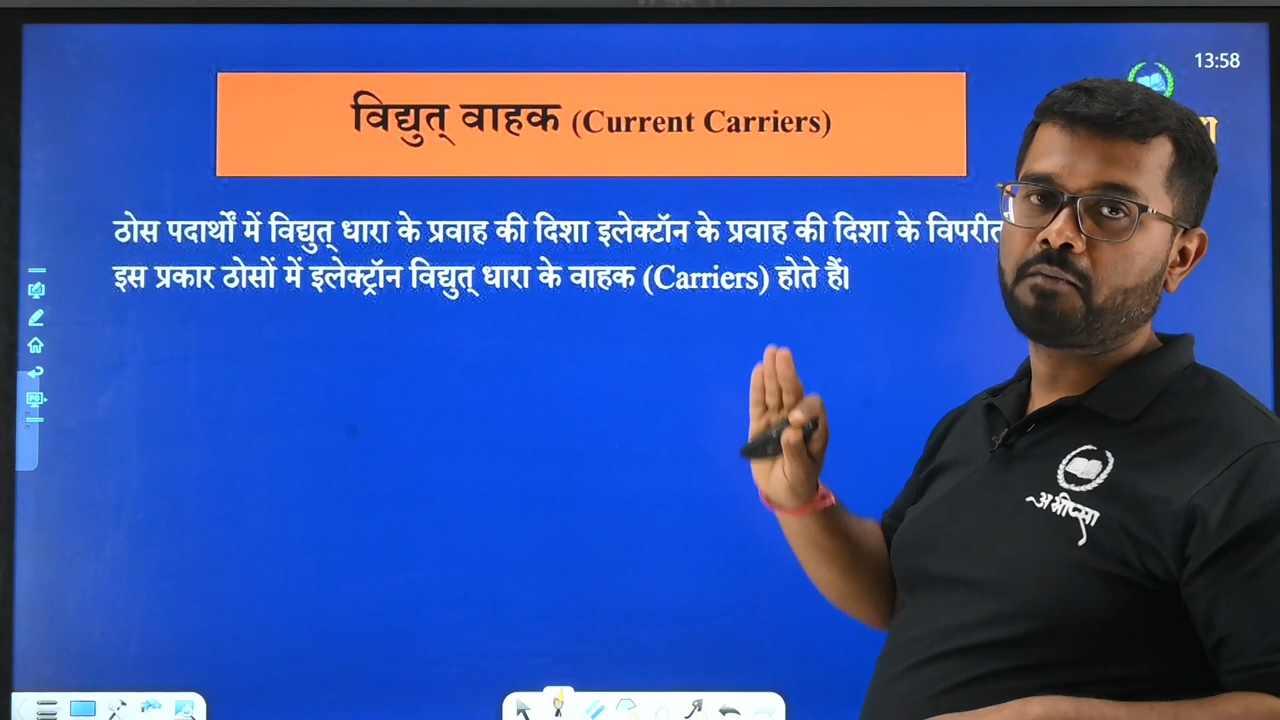 13:58
विद्युत् वाहक (Current Carriers)
ठोस पदार्थों में विद्युत् धारा के प्रवाह की दिशा इलेक्टॉन के प्रवाह की दिशा के विपरीत
इस प्रकार ठोसों में इलेक्ट्रॉन विद्युत् धारा के वाहक (Carriers) होते हैं।
अभीप्सा